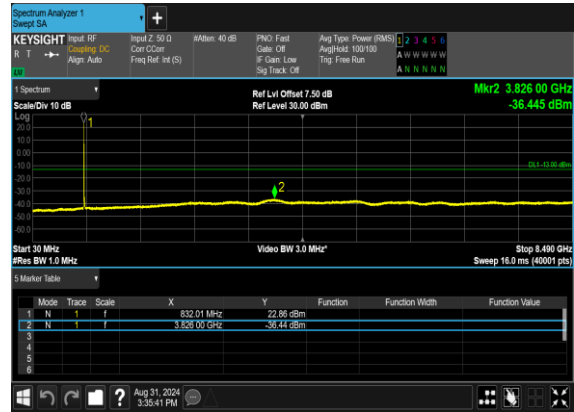 Spectrum Analyzer 1
Swept SA
+
KEYSIGHT Input: RF Input Z: 50 Ω #Atten: 40 dB PNO: Fast Avg Type: Power (RMS) 1 2 3 4 5 6
R T Coupling: DC Corr CCorr Gate: Off Avg|Hold: 100/100 A W W W W W
Align: Auto Freq Ref: Int (S) IF Gain: Low Trig: Free Run
Sig Track: Off A N N N N N
1 Spectrum
Ref Lvl Offset 7.50 dB Mkr2 3.826 00 GHz
Scale/Div 10 dB Ref Level 30.00 dBm -36.445 dBm
Log
1
20.0
10.0
0.00
-10.0
DL1 -13.00 dBm
-20.0
-30.0
2
-40.0
-50.0
-60.0
Start 30 MHz Video BW 3.0 MHz* Stop 8.490 GHz
#Res BW 1.0 MHz Sweep 16.0 ms (40001 pts)
5 Marker Table
Mode Trace Scale X Y Function Function Width Function Value
1 N 1 f 832.01 MHz 22.86 dBm
2 N 1 f 3.826 00 GHz -36.44 dBm
3
4
5
6
? Aug 31, 2024
3:35:41 PM